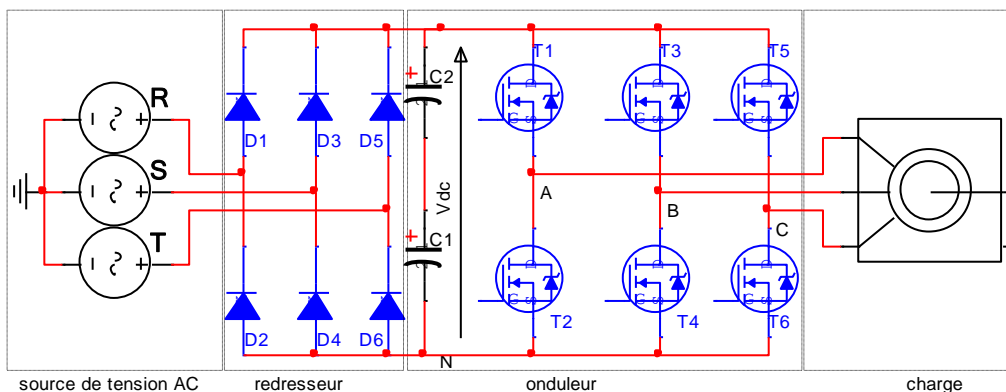 T1
T3
T5
C2
R
D1
D3
D5
S
Vdc
A
B
C
T
C1
D2
D4
D6
T2
T4
T6
N
D
D
D
G
S
G
S
G
S
D
D
D
G
S
G
S
G
S
source de tension AC
redresseur
onduleur
charge